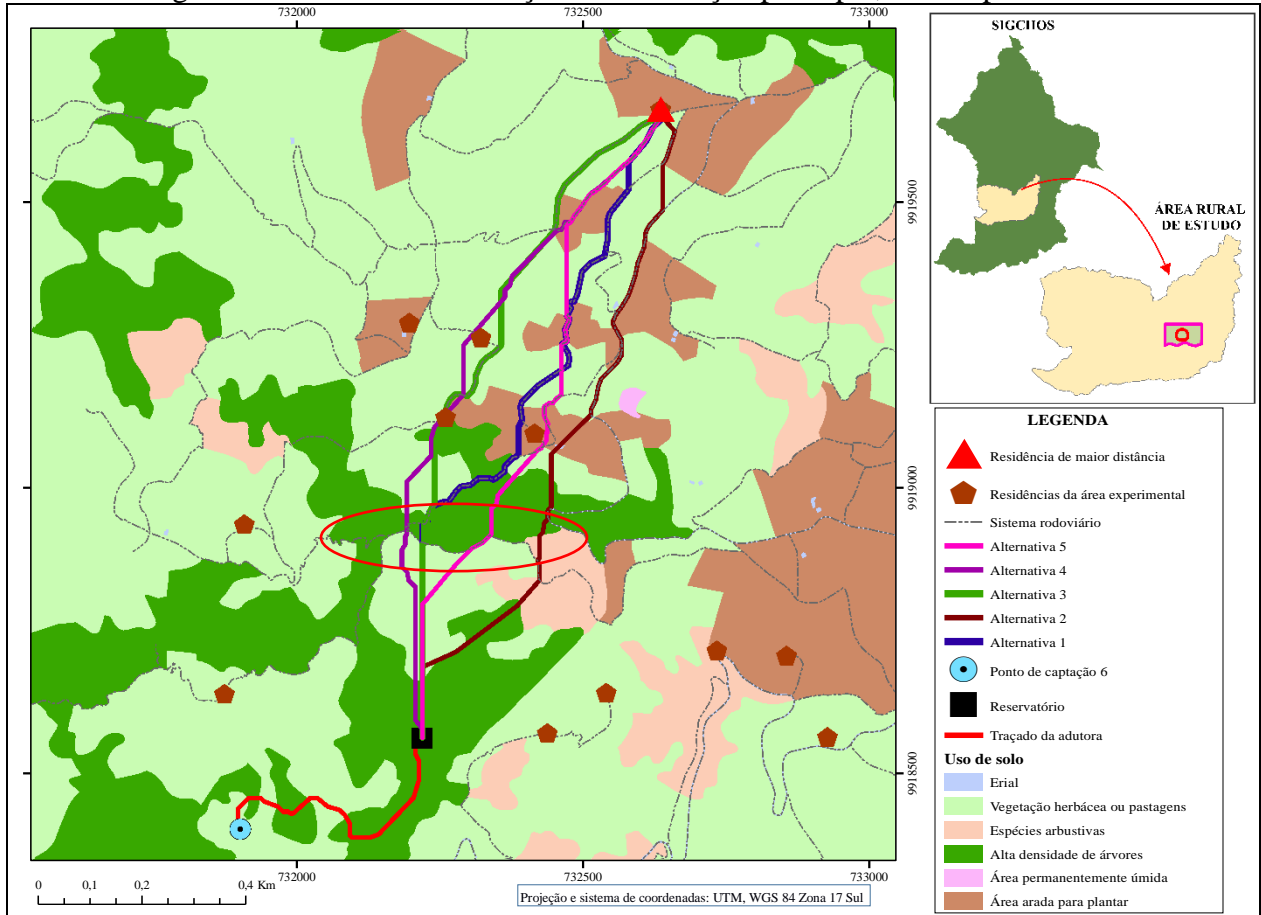 732000
732500
733000
9919500
9919000
9918500
732000
732500
733000
0
0,1
0,2
0,4 Km
Projeção e sistema de coordenadas: UTM, WGS 84 Zona 17 Sul
SIGCHOS
ÁREA RURAL
DE ESTUDO
LEGENDA
Residência de maior distância
Residências da área experimental
Sistema rodoviário
Alternativa 5
Alternativa 4
Alternativa 3
Alternativa 2
Alternativa 1
Ponto de captação 6
Reservatório
Traçado da adutora
Uso de solo
Erial
Vegetação herbácea ou pastagens
Espécies arbustivas
Alta densidade de árvores
Área permanentemente úmida
Área arada para plantar